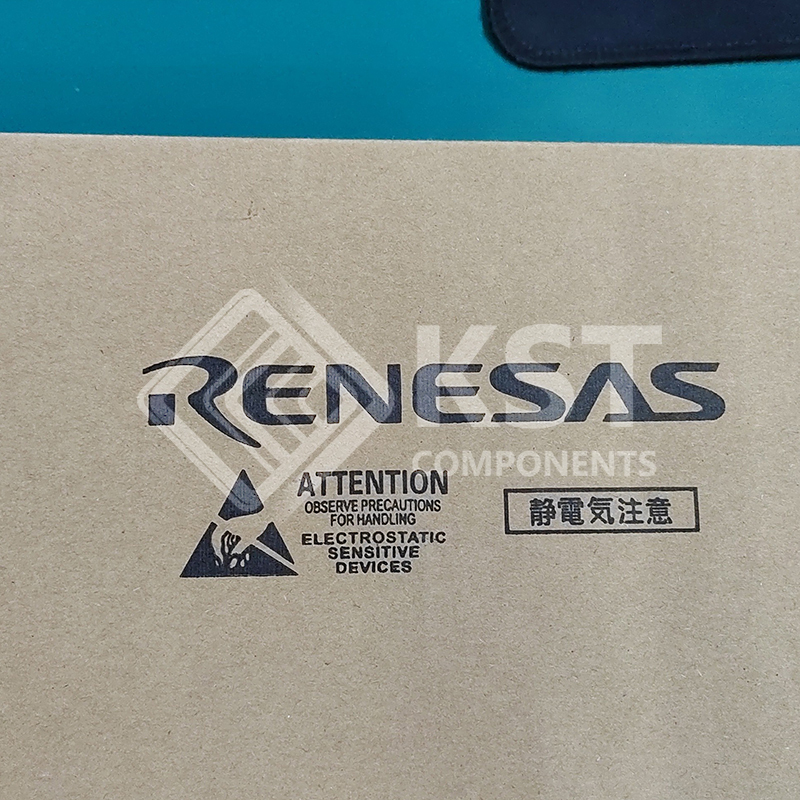 KST
RENESAS
COMPONENTS
ATTENTION
OBSERVE PRECAUTIONS
FOR HANDLING
ELECTROSTATIC
SENSITIVE
DEVICES
静電気注意